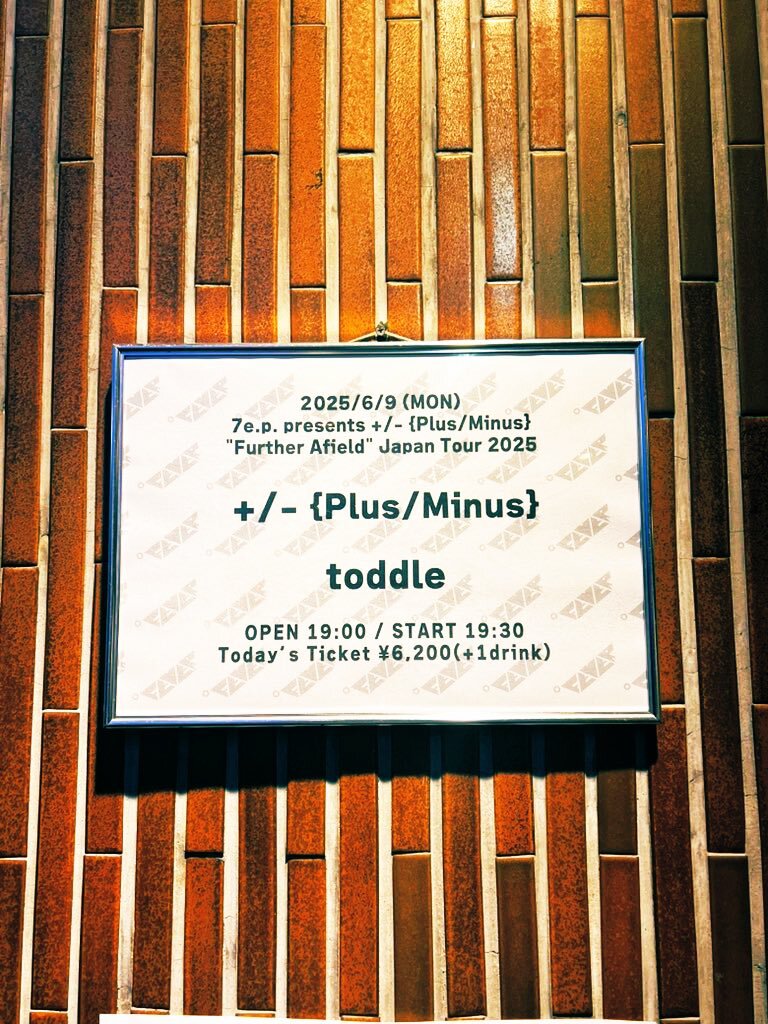 2025/6/9 (MON)
7e.p. presents +/- {Plus/Minus}
"Further Afield" Japan Tour 2025
+/- {Plus/Minus}
toddle
OPEN 19:00 / START 19:30
Today's Ticket ¥6,200(+1drink)